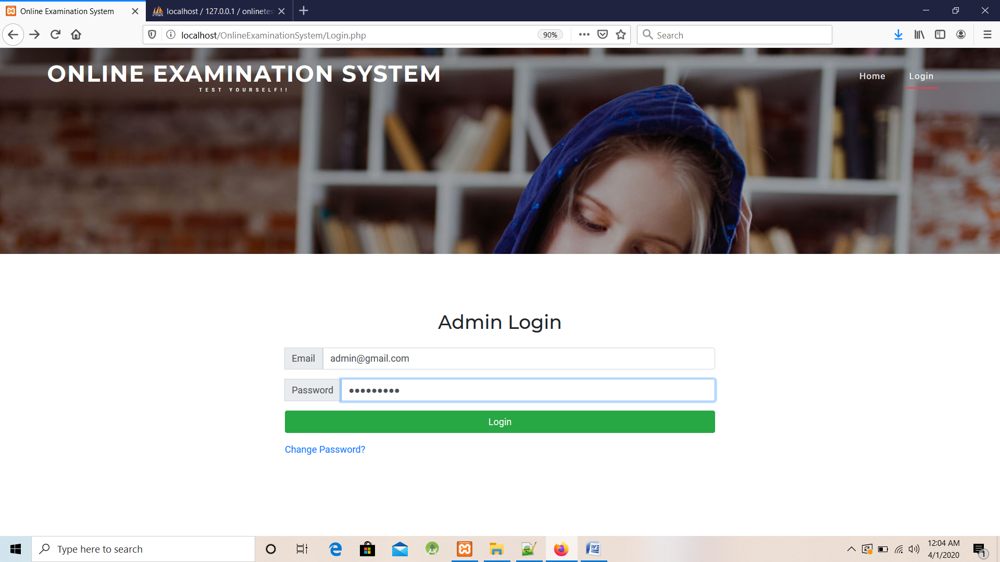 Online Examination System
localhost / 127.0.0.1 / onlinetes
localhost/OnlineExaminationSystem/Login.php
90%
Search
ONLINE EXAMINATION SYSTEM
TEST YOURSELF!!
Home
Login
Admin Login
Email
admin@gmail.com
Password
Login
Change Password?
Type here to search
12:04 AM
4/1/2020
1